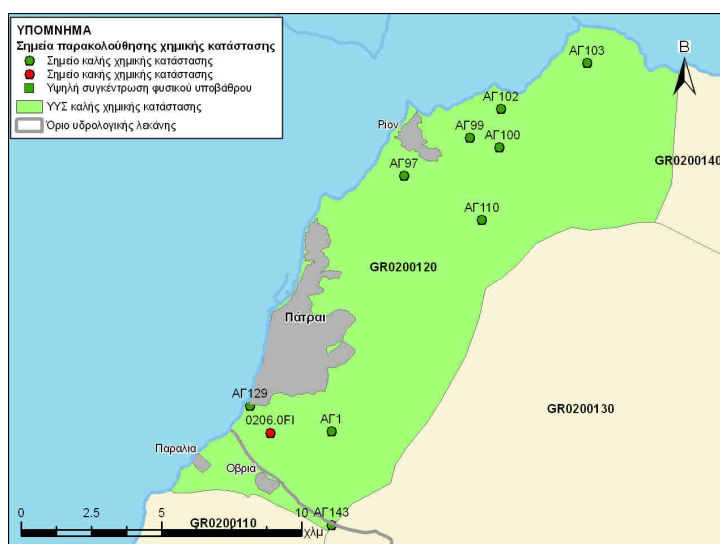 ΥΠΟΜΝΗΜΑ
Σημεία παρακολούθησης χημικής κατάστασης
Σημείο καλής χημικής κατάστασης
Σημείο κακής χημικής κατάστασης
Υψηλή συγκέντρωση φυσικού υποβάθρου
ΥΥΣ καλής χημικής κατάστασης
Όριο υδρολογικής λεκάνης
Β
ΑΓ103
ΑΓ102
Ρίον
ΑΓ99
ΑΓ100
GR0200140
ΑΓ97
ΑΓ110
GR0200120
Πάτραι
ΑΓ129
GR0200130
0206.0FI
ΑΓ1
Παραλία
Οβριά
ΑΓ143
GR0200110
0 2.5 5 10
χλμ